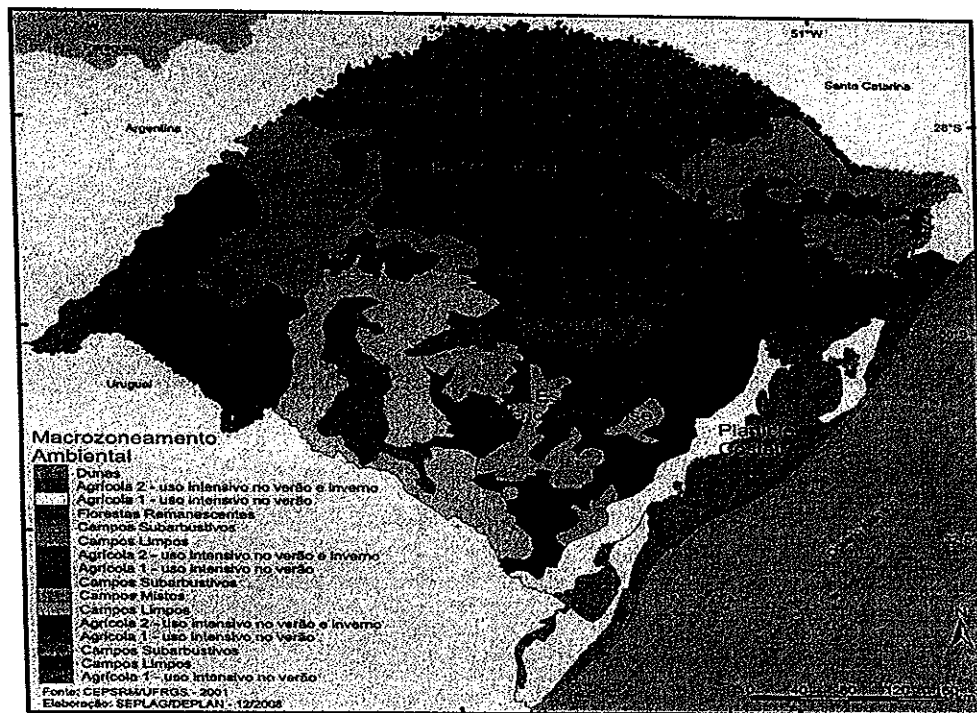 51°W
Santa Catarina
Argentina
28°S
Uruguai
Planície
Costeira
Macrozoneamento
Ambiental
Dunas
Agrícola 2 - uso intensivo no verão e inverno
Agrícola 1 - uso intensivo no verão
Florestas Remanescentes
Campos Subarbustivos
Campos Limpos
Agrícola 2 - uso intensivo no verão e inverno
Agrícola 1 - uso intensivo no verão
Campos Subarbustivos
Campos Mistos
Campos Limpos
Agrícola 2 - uso intensivo no verão e inverno
Agrícola 1 - uso intensivo no verão
Campos Subarbustivos
Campos Limpos
Agrícola 1 - uso intensivo no verão
Fonte: CEPSRM/UFRGS - 2001
Elaboração: SEPLAG/DEPLAN - 12/2008